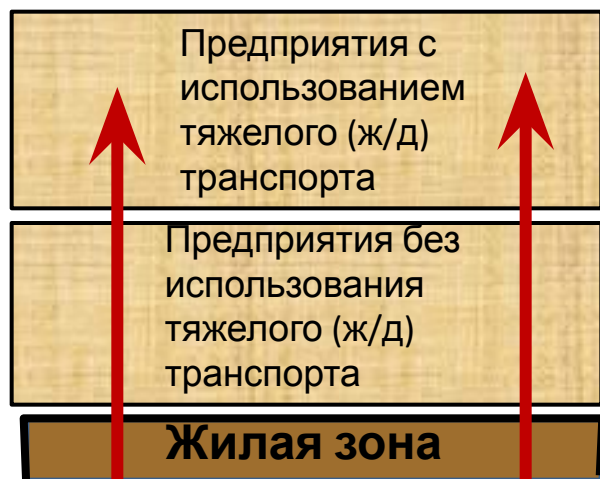 Предприятия с
использованием
тяжелого (ж/д)
транспорта
Предприятия без
использования
тяжелого (ж/д)
транспорта
Жилая зона